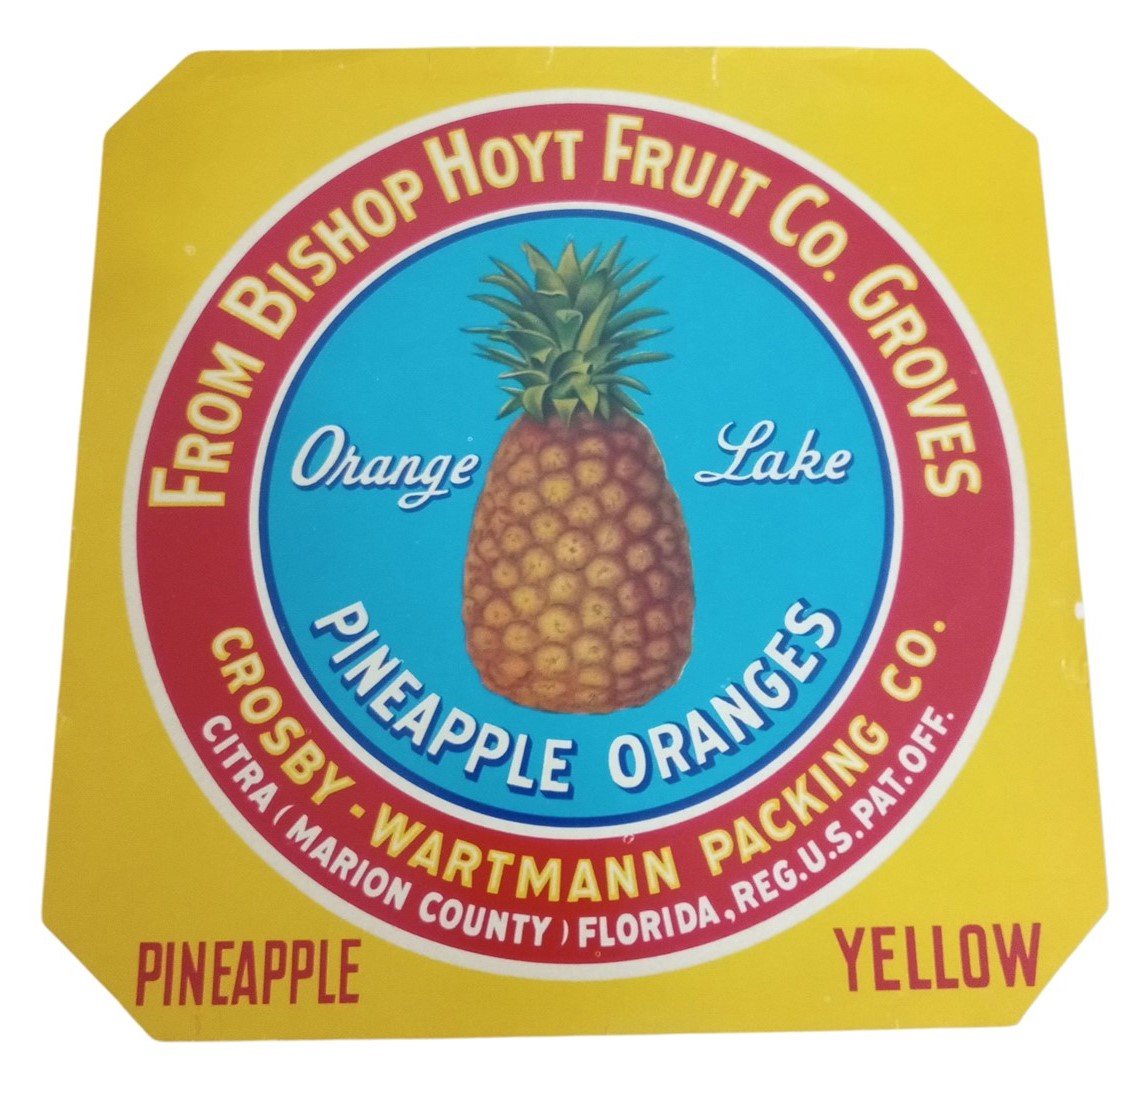 FROM BISHOP HOYT FRUIT CO. GROVES
Orange Lake
PINEAPPLE ORANGES
CROSBY-WARTMANN PACKING CO.
CITRA (MARION COUNTY) FLORIDA, REG.U.S.PAT.OFF.
PINEAPPLE YELLOW